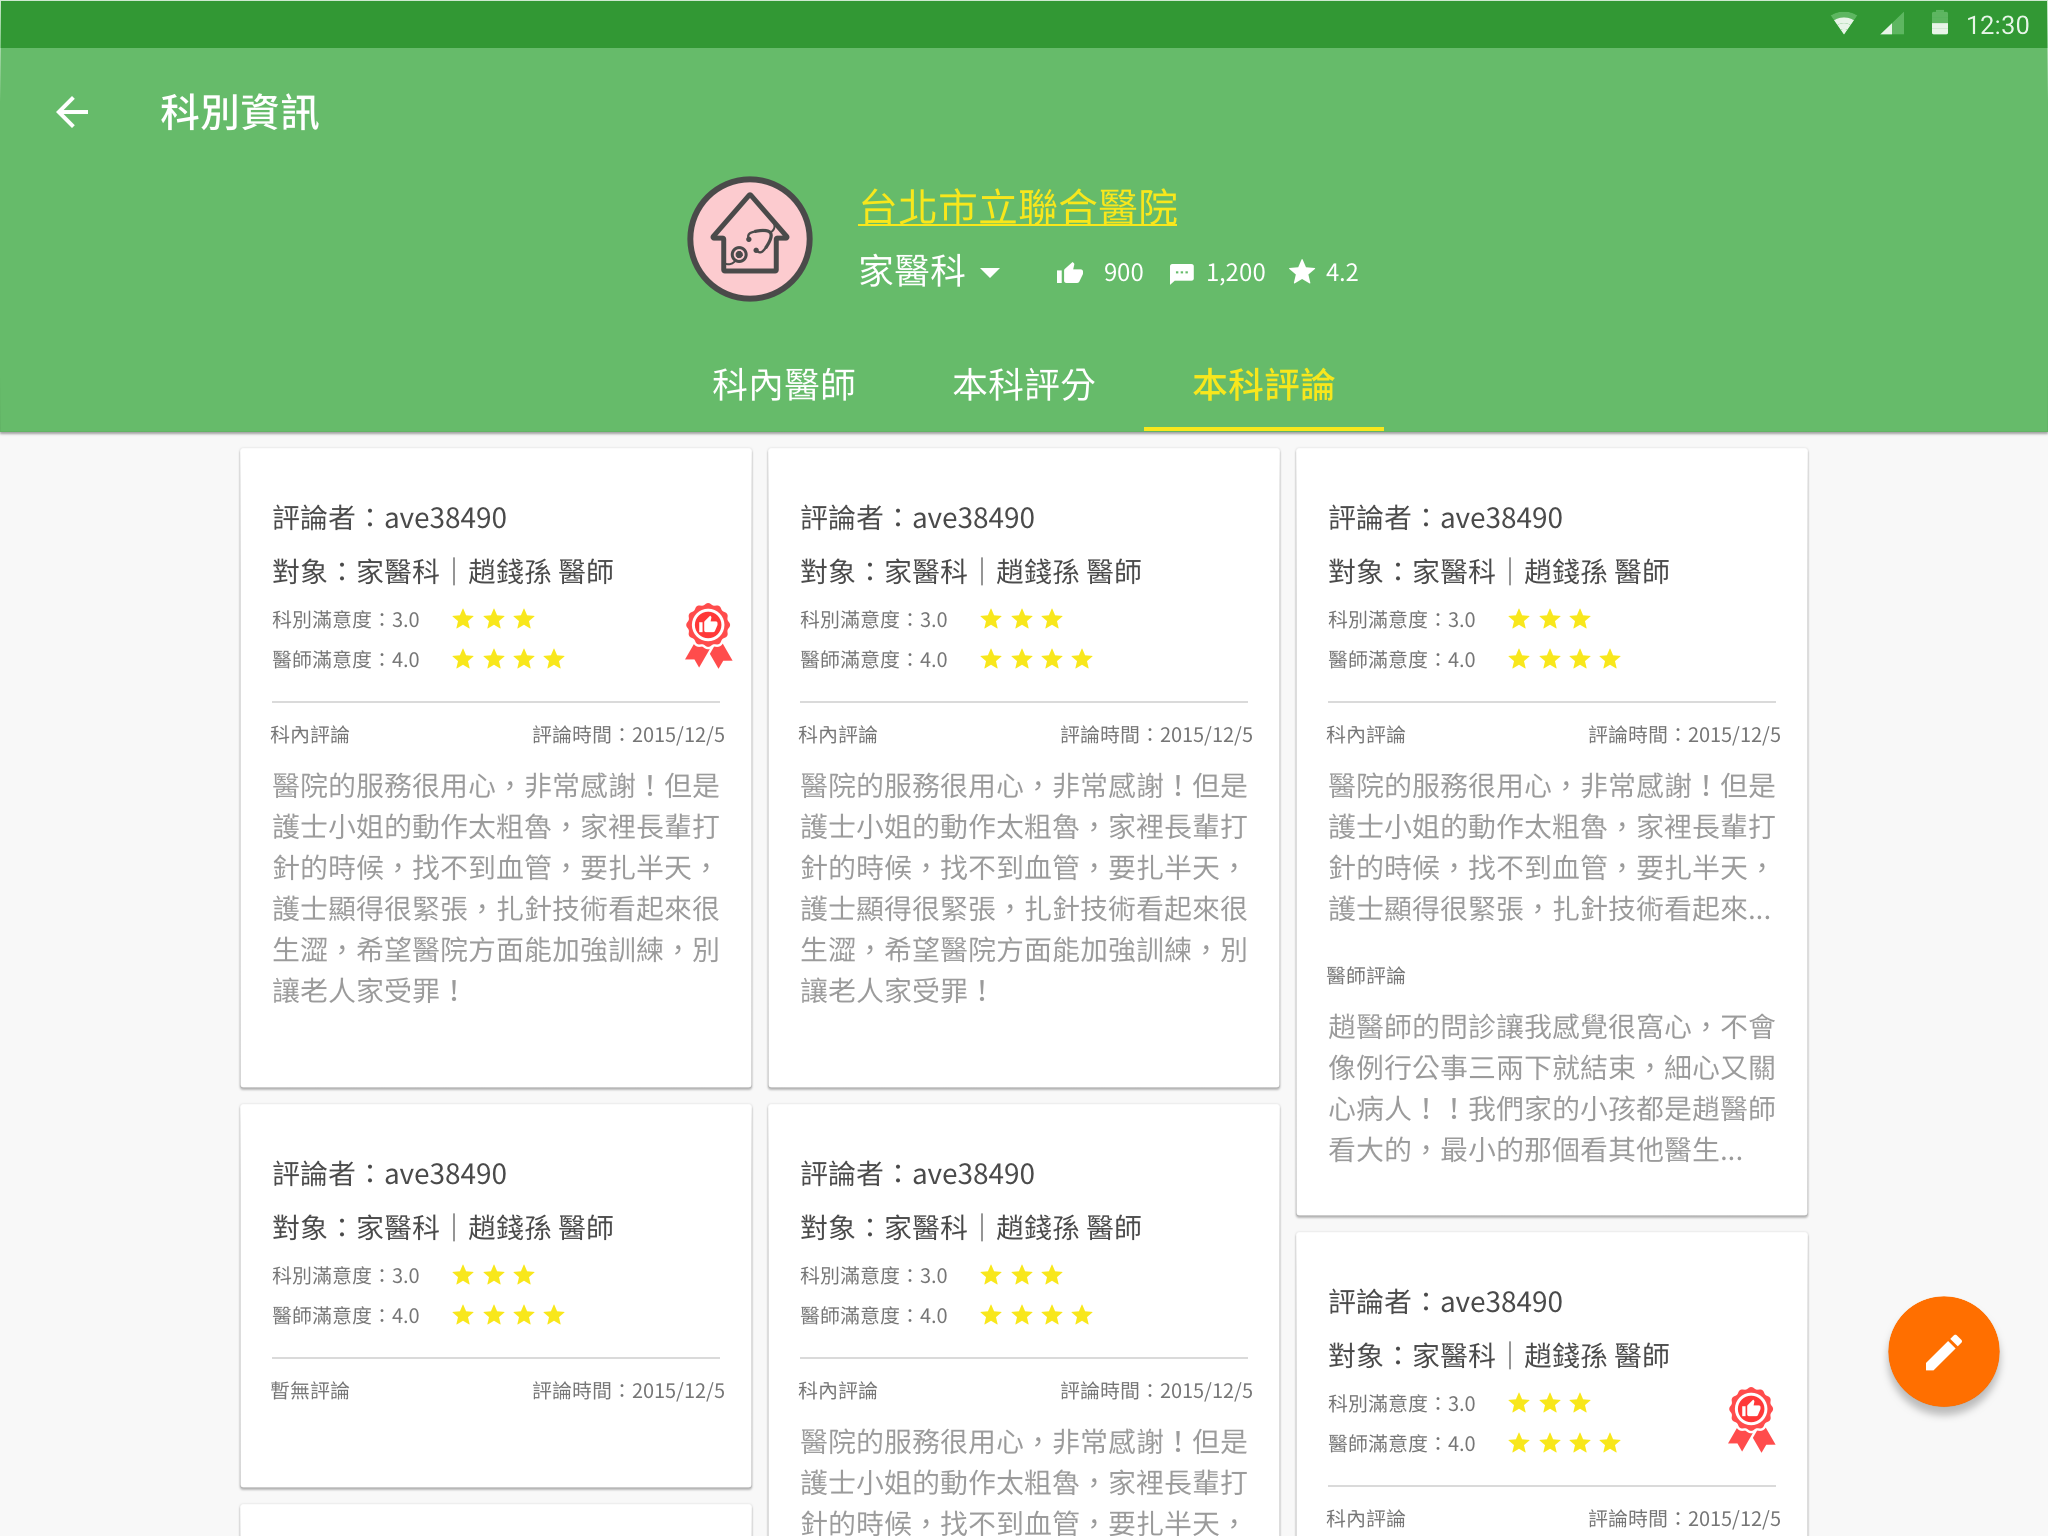 12:30
科別資訊
台北市立聯合醫院
家醫科 900 1,200 4.2
科內醫師 本科評分 本科評論
評論者：ave38490
對象：家醫科｜趙錢孫 醫師
科別滿意度：3.0
醫師滿意度：4.0
科內評論 評論時間：2015/12/5
醫院的服務很用心，非常感謝！但是
護士小姐的動作太粗魯，家裡長輩打
針的時候，找不到血管，要扎半天，
護士顯得很緊張，扎針技術看起來很
生澀，希望醫院方面能加強訓練，別
讓老人家受罪！
評論者：ave38490
對象：家醫科｜趙錢孫 醫師
科別滿意度：3.0
醫師滿意度：4.0
科內評論 評論時間：2015/12/5
醫院的服務很用心，非常感謝！但是
護士小姐的動作太粗魯，家裡長輩打
針的時候，找不到血管，要扎半天，
護士顯得很緊張，扎針技術看起來很
生澀，希望醫院方面能加強訓練，別
讓老人家受罪！
評論者：ave38490
對象：家醫科｜趙錢孫 醫師
科別滿意度：3.0
醫師滿意度：4.0
科內評論 評論時間：2015/12/5
醫院的服務很用心，非常感謝！但是
護士小姐的動作太粗魯，家裡長輩打
針的時候，找不到血管，要扎半天，
護士顯得很緊張，扎針技術看起來...
醫師評論
趙醫師的問診讓我感覺很窩心，不會
像例行公事三兩下就結束，細心又關
心病人！！我們家的小孩都是趙醫師
看大的，最小的那個看其他醫生...
評論者：ave38490
對象：家醫科｜趙錢孫 醫師
科別滿意度：3.0
醫師滿意度：4.0
暫無評論 評論時間：2015/12/5
評論者：ave38490
對象：家醫科｜趙錢孫 醫師
科別滿意度：3.0
醫師滿意度：4.0
科內評論 評論時間：2015/12/5
醫院的服務很用心，非常感謝！但是
護士小姐的動作太粗魯，家裡長輩打
針的時候，找不到血管，要扎半天，
評論者：ave38490
對象：家醫科｜趙錢孫 醫師
科別滿意度：3.0
醫師滿意度：4.0
科內評論 評論時間：2015/12/5